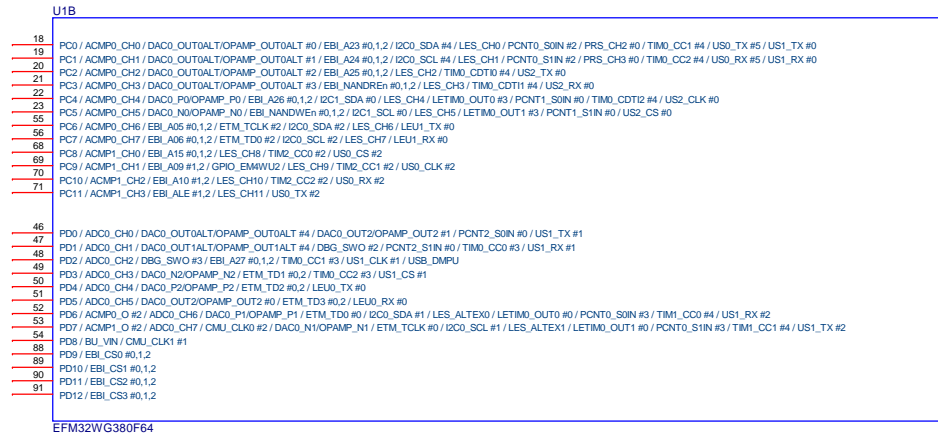 U1B
18 PC0 / ACMP0_CH0 / DAC0_OUT0ALT/OPAMP_OUT0ALT #0 / EBI_A23 #0,1,2 / I2C0_SDA #4 / LES_CH0 / PCNT0_S0IN #2 / PRS_CH2 #0 / TIM0_CC1 #4 / US0_TX #5 / US1_TX #0
19 PC1 / ACMP0_CH1 / DAC0_OUT0ALT/OPAMP_OUT0ALT #1 / EBI_A24 #0,1,2 / I2C0_SCL #4 / LES_CH1 / PCNT0_S1IN #2 / PRS_CH3 #0 / TIM0_CC2 #4 / US0_RX #5 / US1_RX #0
20 PC2 / ACMP0_CH2 / DAC0_OUT0ALT/OPAMP_OUT0ALT #2 / EBI_A25 #0,1,2 / LES_CH2 / TIM0_CDTI0 #4 / US2_TX #0
21 PC3 / ACMP0_CH3 / DAC0_OUT0ALT/OPAMP_OUT0ALT #3 / EBI_NANDREn #0,1,2 / LES_CH3 / TIM0_CDTI1 #4 / US2_RX #0
22 PC4 / ACMP0_CH4 / DAC0_P0/OPAMP_P0 / EBI_A26 #0,1,2 / I2C1_SDA #0 / LES_CH4 / LETIM0_OUT0 #3 / PCNT1_S0IN #0 / TIM0_CDTI2 #4 / US2_CLK #0
23 PC5 / ACMP0_CH5 / DAC0_N0/OPAMP_N0 / EBI_NANDWEn #0,1,2 / I2C1_SCL #0 / LES_CH5 / LETIM0_OUT1 #3 / PCNT1_S1IN #0 / US2_CS #0
55 PC6 / ACMP0_CH6 / EBI_A05 #0,1,2 / ETM_TCLK #2 / I2C0_SDA #2 / LES_CH6 / LEU1_TX #0
56 PC7 / ACMP0_CH7 / EBI_A06 #0,1,2 / ETM_TD0 #2 / I2C0_SCL #2 / LES_CH7 / LEU1_RX #0
68 PC8 / ACMP1_CH0 / EBI_A15 #0,1,2 / LES_CH8 / TIM2_CC0 #2 / US0_CS #2
69 PC9 / ACMP1_CH1 / EBI_A09 #1,2 / GPIO_EM4WU2 / LES_CH9 / TIM2_CC1 #2 / US0_CLK #2
70 PC10 / ACMP1_CH2 / EBI_A10 #1,2 / LES_CH10 / TIM2_CC2 #2 / US0_RX #2
71 PC11 / ACMP1_CH3 / EBI_ALE #1,2 / LES_CH11 / US0_TX #2
46 PD0 / ADC0_CH0 / DAC0_OUT0ALT/OPAMP_OUT0ALT #4 / DAC0_OUT2/OPAMP_OUT2 #1 / PCNT2_S0IN #0 / US1_TX #1
47 PD1 / ADC0_CH1 / DAC0_OUT1ALT/OPAMP_OUT1ALT #4 / DBG_SWO #2 / PCNT2_S1IN #0 / TIM0_CC0 #3 / US1_RX #1
48 PD2 / ADC0_CH2 / DBG_SWO #3 / EBI_A27 #0,1,2 / TIM0_CC1 #3 / US1_CLK #1 / USB_DMPU
49 PD3 / ADC0_CH3 / DAC0_N2/OPAMP_N2 / ETM_TD1 #0,2 / TIM0_CC2 #3 / US1_CS #1
50 PD4 / ADC0_CH4 / DAC0_P2/OPAMP_P2 / ETM_TD2 #0,2 / LEU0_TX #0
51 PD5 / ADC0_CH5 / DAC0_OUT2/OPAMP_OUT2 #0 / ETM_TD3 #0,2 / LEU0_RX #0
52 PD6 / ACMP0_O #2 / ADC0_CH6 / DAC0_P1/OPAMP_P1 / ETM_TD0 #0 / I2C0_SDA #1 / LES_ALTEX0 / LETIM0_OUT0 #0 / PCNT0_S0IN #3 / TIM1_CC0 #4 / US1_RX #2
53 PD7 / ACMP1_O #2 / ADC0_CH7 / CMU_CLK0 #2 / DAC0_N1/OPAMP_N1 / ETM_TCLK #0 / I2C0_SCL #1 / LES_ALTEX1 / LETIM0_OUT1 #0 / PCNT0_S1IN #3 / TIM1_CC1 #4 / US1_TX #2
54 PD8 / BU_VIN / CMU_CLK1 #1
88 PD9 / EBI_CS0 #0,1,2
89 PD10 / EBI_CS1 #0,1,2
90 PD11 / EBI_CS2 #0,1,2
91 PD12 / EBI_CS3 #0,1,2
EFM32WG380F64